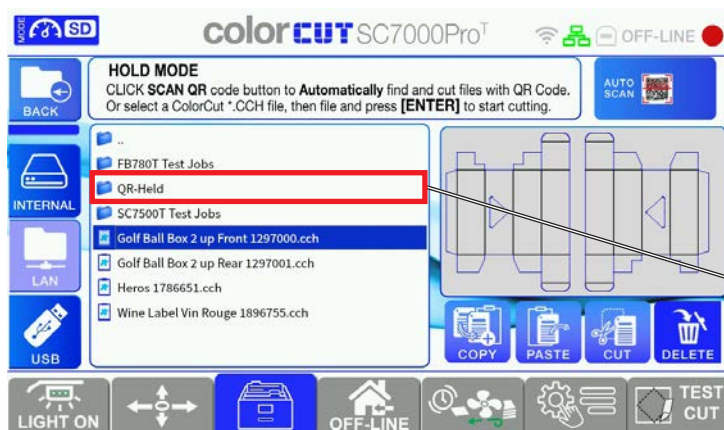 MODE
SD
colorCUT SC7000Pro^T
OFF-LINE
HOLD MODE
CLICK SCAN QR code button to Automatically find and cut files with QR Code.
Or select a ColorCut *.CCH file, then file and press [ENTER] to start cutting.
AUTO
SCAN
BACK
INTERNAL
LAN
USB
..
FB780T Test Jobs
QR-Held
SC7500T Test Jobs
Golf Ball Box 2 up Front 1297000.cch
Golf Ball Box 2 up Rear 1297001.cch
Heros 1786651.cch
Wine Label Vin Rouge 1896755.cch
COPY
PASTE
CUT
DELETE
LIGHT ON
OFF-LINE
TEST
CUT